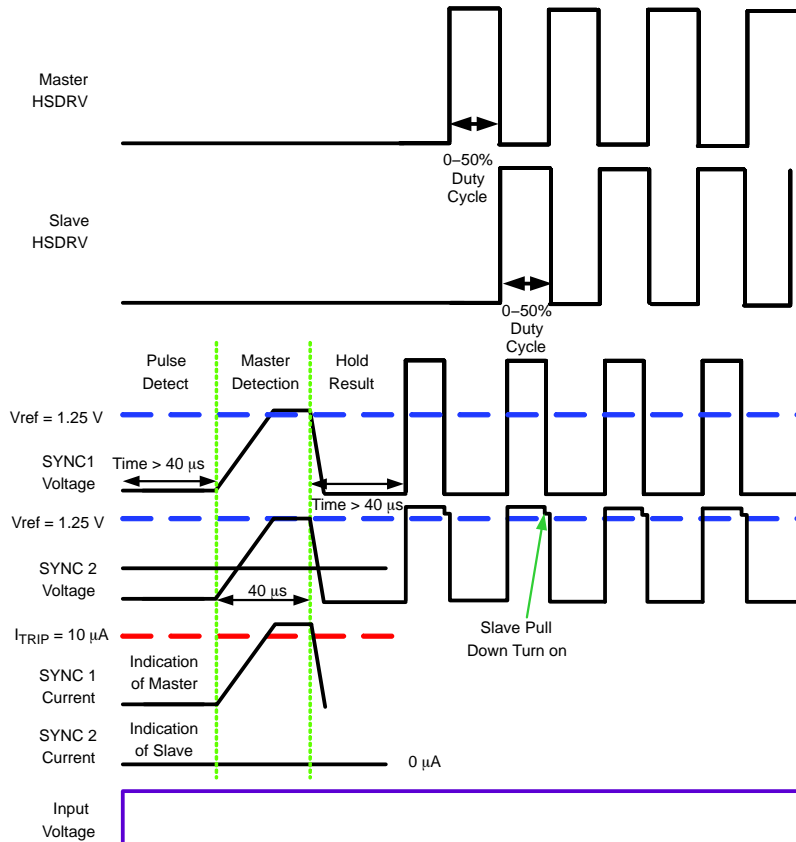 Master
HSDRV
0–50%
Duty
Cycle
Slave
HSDRV
0–50%
Duty
Cycle
Pulse
Detect
Master
Detection
Hold
Result
Vref = 1.25 V
SYNC1
Voltage
Time > 40 μs
Time > 40 μs
Vref = 1.25 V
SYNC 2
Voltage
40 μs
Slave Pull
Down Turn on
ITRIP = 10 μA
SYNC 1
Current
Indication
of Master
SYNC 2
Current
Indication
of Slave
0 μA
Input
Voltage